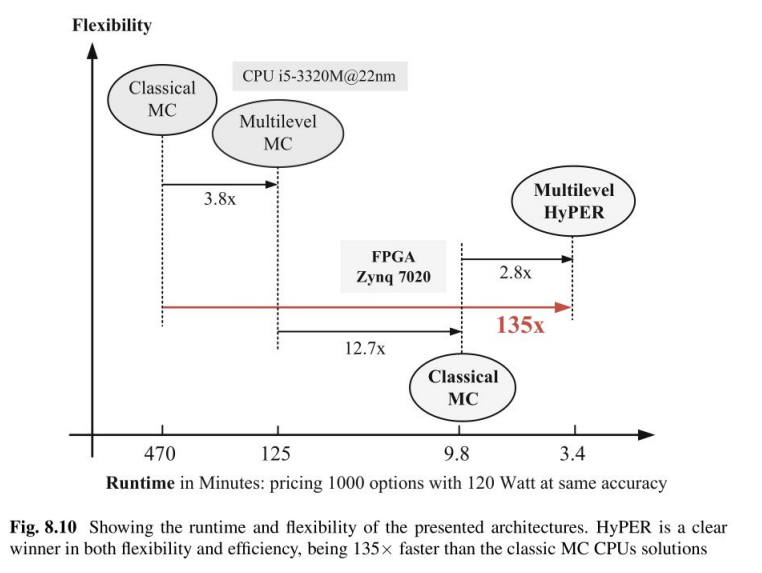 Flexibility
Classical
MC
CPU i5-3320M@22nm
Multilevel
MC
3.8x
Multilevel
HyPER
FPGA
Zynq 7020
2.8x
135x
12.7x
Classical
MC
470 125 9.8 3.4
Runtime in Minutes: pricing 1000 options with 120 Watt at same accuracy
Fig. 8.10 Showing the runtime and flexibility of the presented architectures. HyPER is a clear
winner in both flexibility and efficiency, being 135× faster than the classic MC CPUs solutions